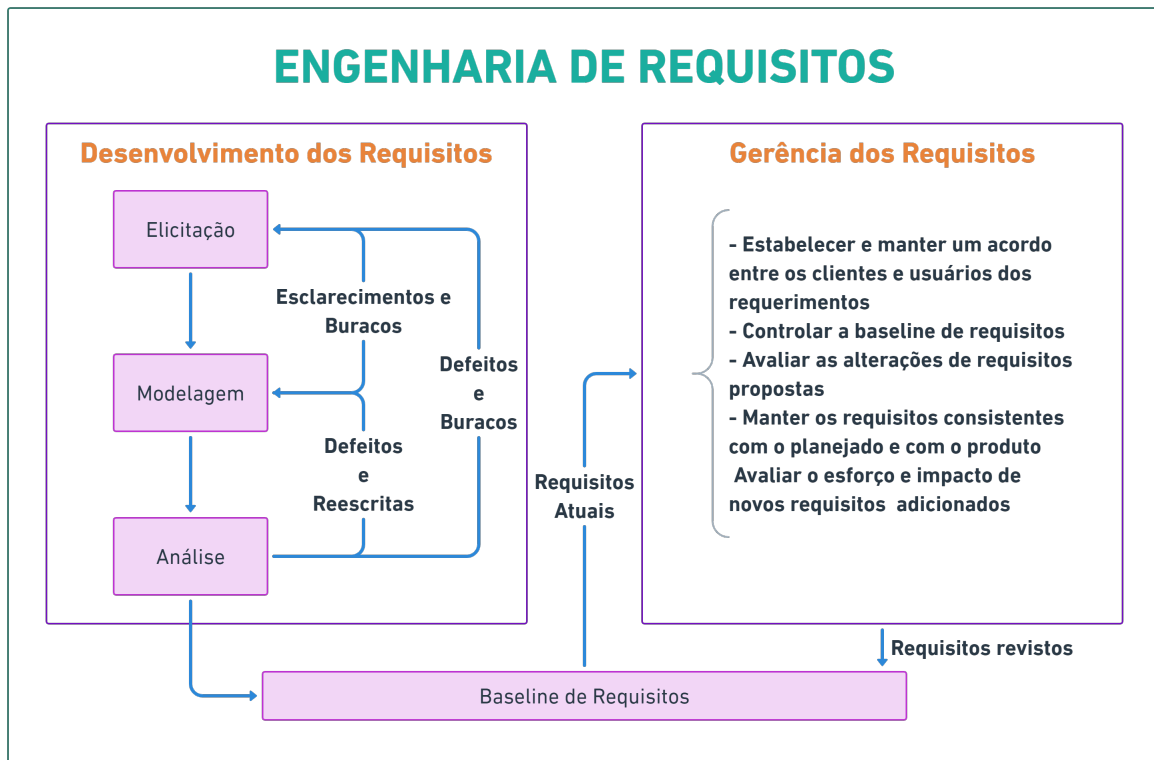 ENGENHARIA DE REQUISITOS
Desenvolvimento dos Requisitos
Elicitação
Esclarecimentos e
Buracos
Modelagem
Defeitos
e
Buracos
Defeitos
e
Reescritas
Análise
Requisitos
Atuais
Gerência dos Requisitos
- Estabelecer e manter um acordo
entre os clientes e usuários dos
requerimentos
- Controlar a baseline de requisitos
- Avaliar as alterações de requisitos
propostas
- Manter os requisitos consistentes
com o planejado e com o produto
Avaliar o esforço e impacto de
novos requisitos  adicionados
Requisitos revistos
Baseline de Requisitos